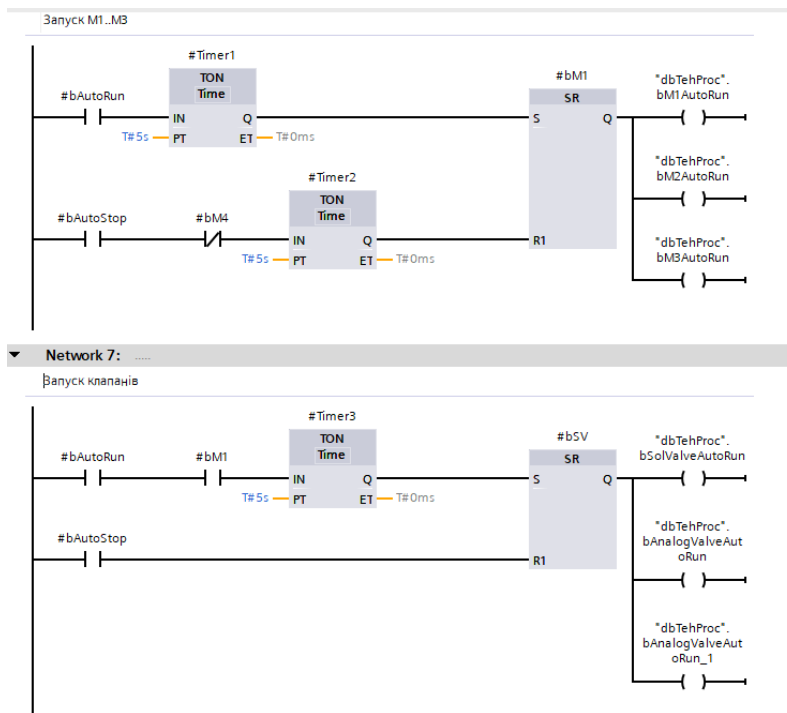 Запуск М1..М3
#Timer1
TON
Time
#bAutoRun
IN
Q
T#5s
PT
ET
T#0ms
#bM1
SR
S
Q
R1
"dbTehProc".
bM1AutoRun
"dbTehProc".
bM2AutoRun
"dbTehProc".
bM3AutoRun
#Timer2
TON
Time
#bAutoStop
#bM4
IN
Q
T#5s
PT
ET
T#0ms
Network 7:
.....
Запуск клапанів
#Timer3
TON
Time
#bAutoRun
#bM1
IN
Q
T#5s
PT
ET
T#0ms
#bSV
SR
S
Q
R1
"dbTehProc".
bSolValveAutoRun
#bAutoStop
"dbTehProc".
bAnalogValveAut
oRun
"dbTehProc".
bAnalogValveAut
oRun_1